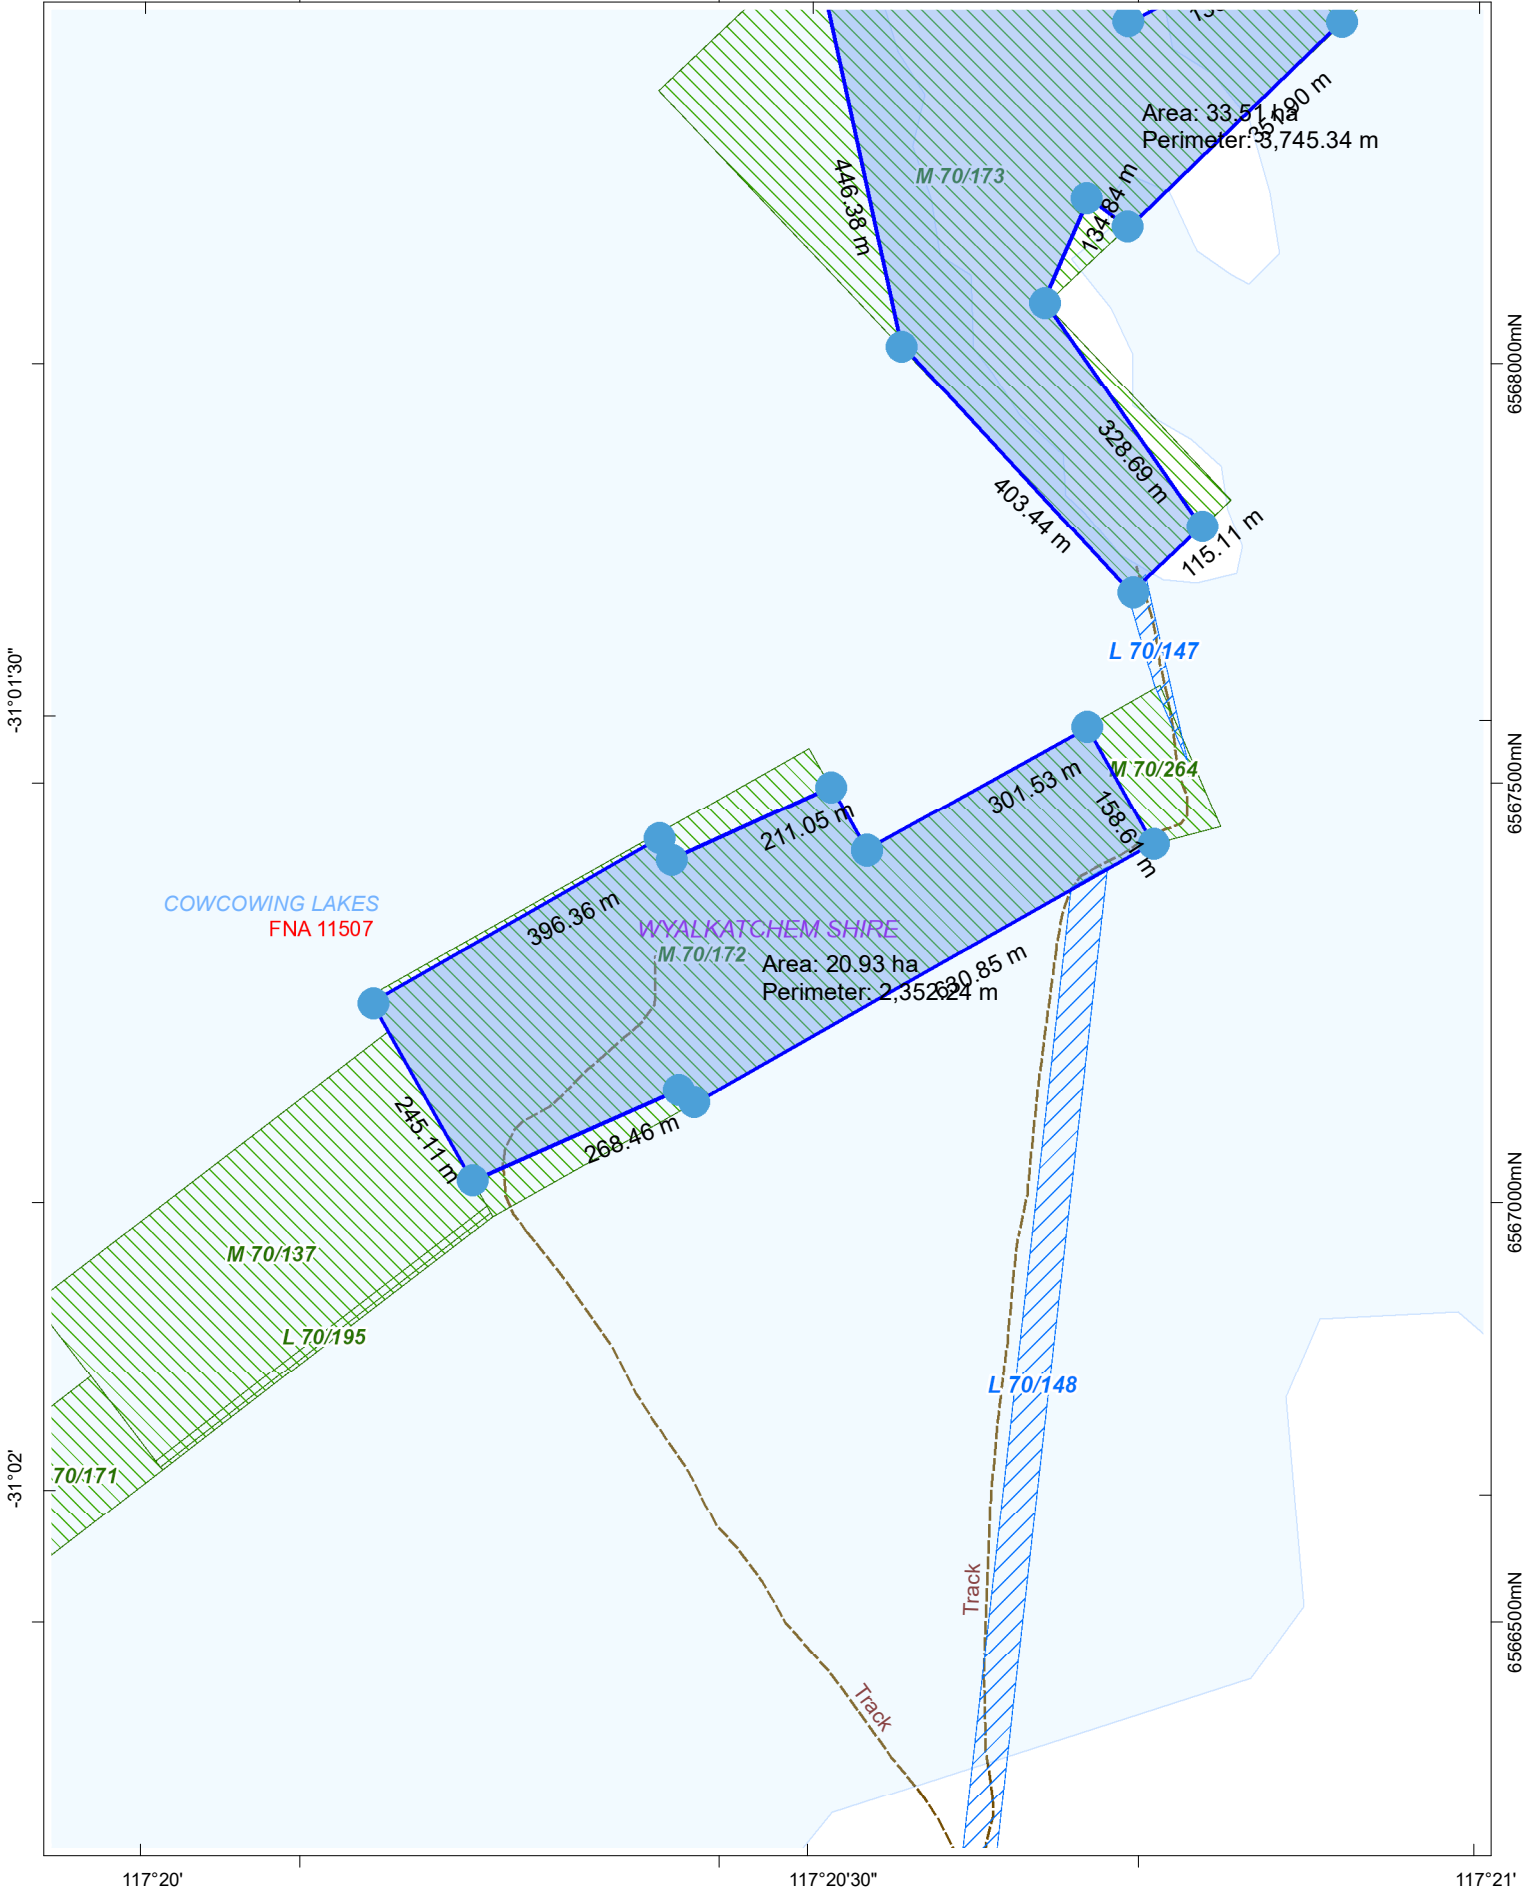 Area: 33.51 ha
Perimeter: 3,745.34 m
446.38 m
M 70/173
134.84 m
6568000mN
328.69 m
403.44 m
115.11 m
L 70/147
-31°01'30"
M 70/264
301.53 m
158.61 m
6567500mN
211.05 m
COWCOWING LAKES
FNA 11507
396.36 m
WYALKATCHEM SHIRE
M 70/172
Area: 20.93 ha
Perimeter: 2,352.24 m
630.85 m
245.11 m
268.46 m
6567000mN
M 70/137
L 70/195
L 70/148
70/171
-31°02'
Track
6566500mN
Track
117°20'
117°20'30"
117°21'